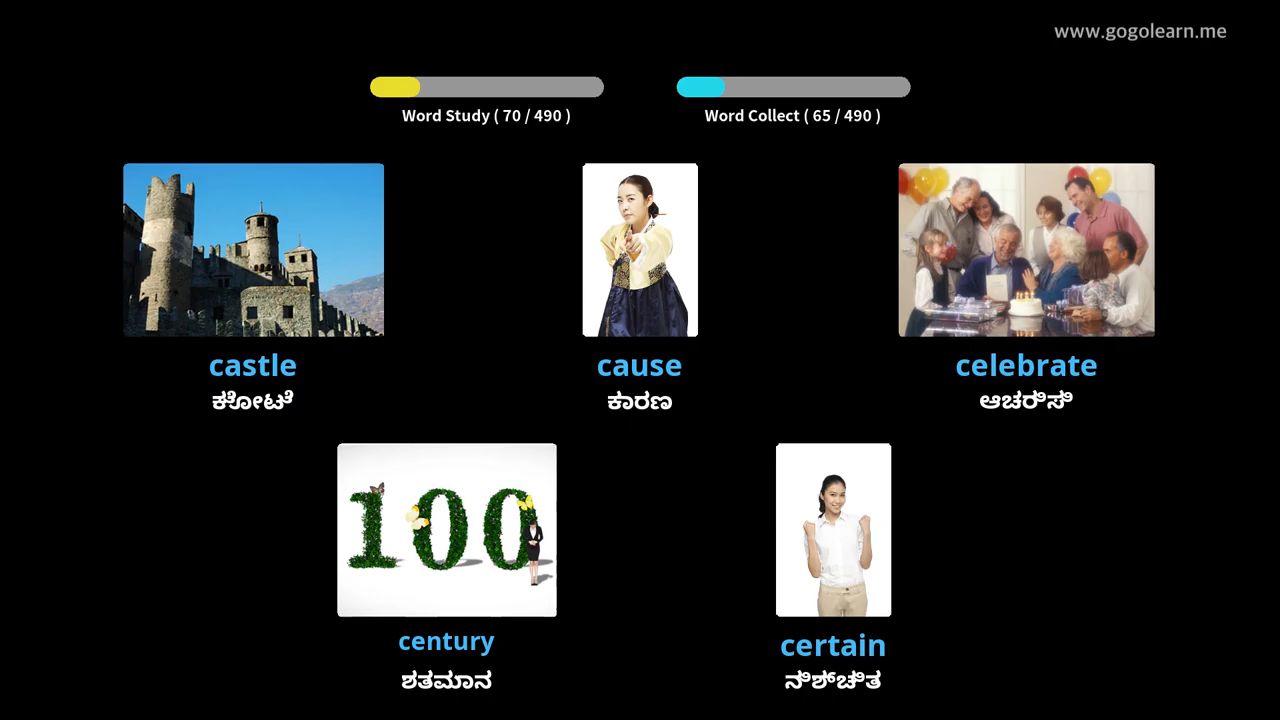 www.gogolearn.me
Word Study ( 70 / 490 )
Word Collect ( 65 / 490 )
castle
ಕೋಟೆ
cause
ಕಾರಣ
celebrate
ಆಚರಿಸಿ
100
century
ಶತಮಾನ
certain
ನಿಶ್ಚಿತ